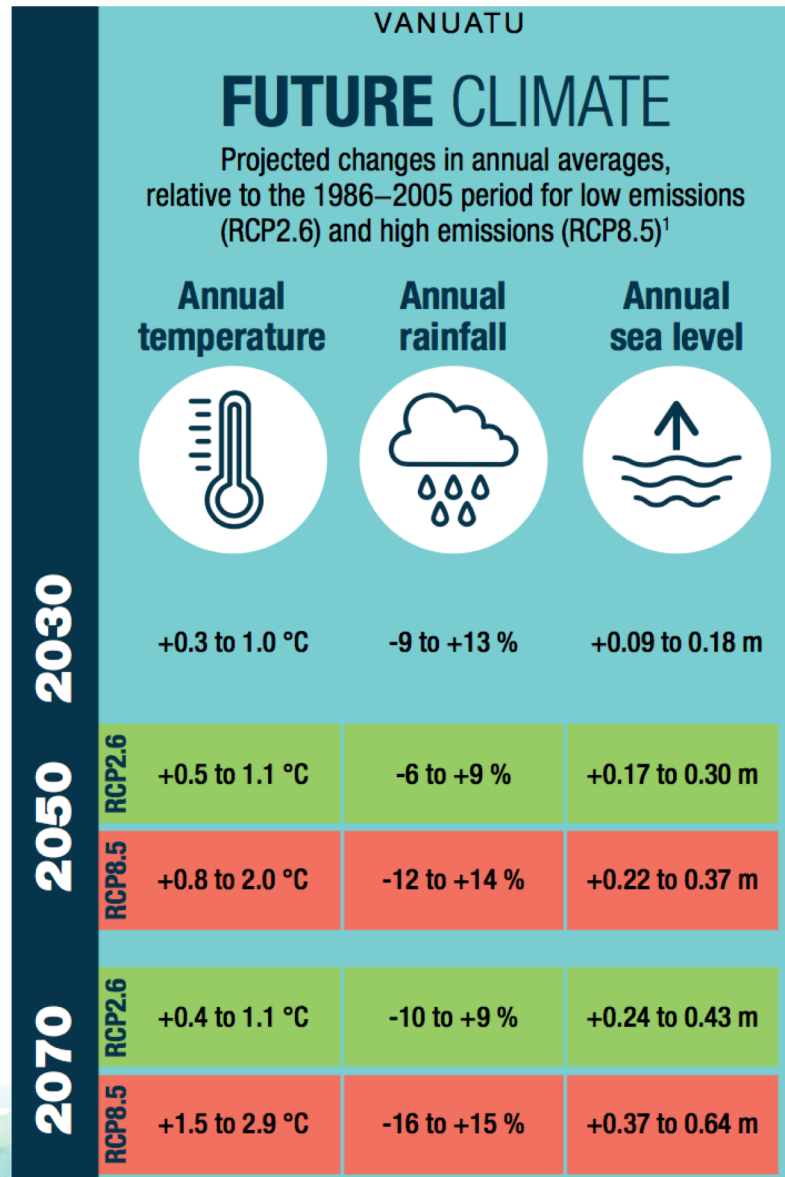 VANUATU
FUTURE CLIMATE
Projected changes in annual averages,
relative to the 1986–2005 period for low emissions
(RCP2.6) and high emissions (RCP8.5)¹
Annual temperature
Annual rainfall
Annual sea level
2030
+0.3 to 1.0 °C
-9 to +13 %
+0.09 to 0.18 m
2050
RCP2.6
+0.5 to 1.1 °C
-6 to +9 %
+0.17 to 0.30 m
RCP8.5
+0.8 to 2.0 °C
-12 to +14 %
+0.22 to 0.37 m
2070
RCP2.6
+0.4 to 1.1 °C
-10 to +9 %
+0.24 to 0.43 m
RCP8.5
+1.5 to 2.9 °C
-16 to +15 %
+0.37 to 0.64 m